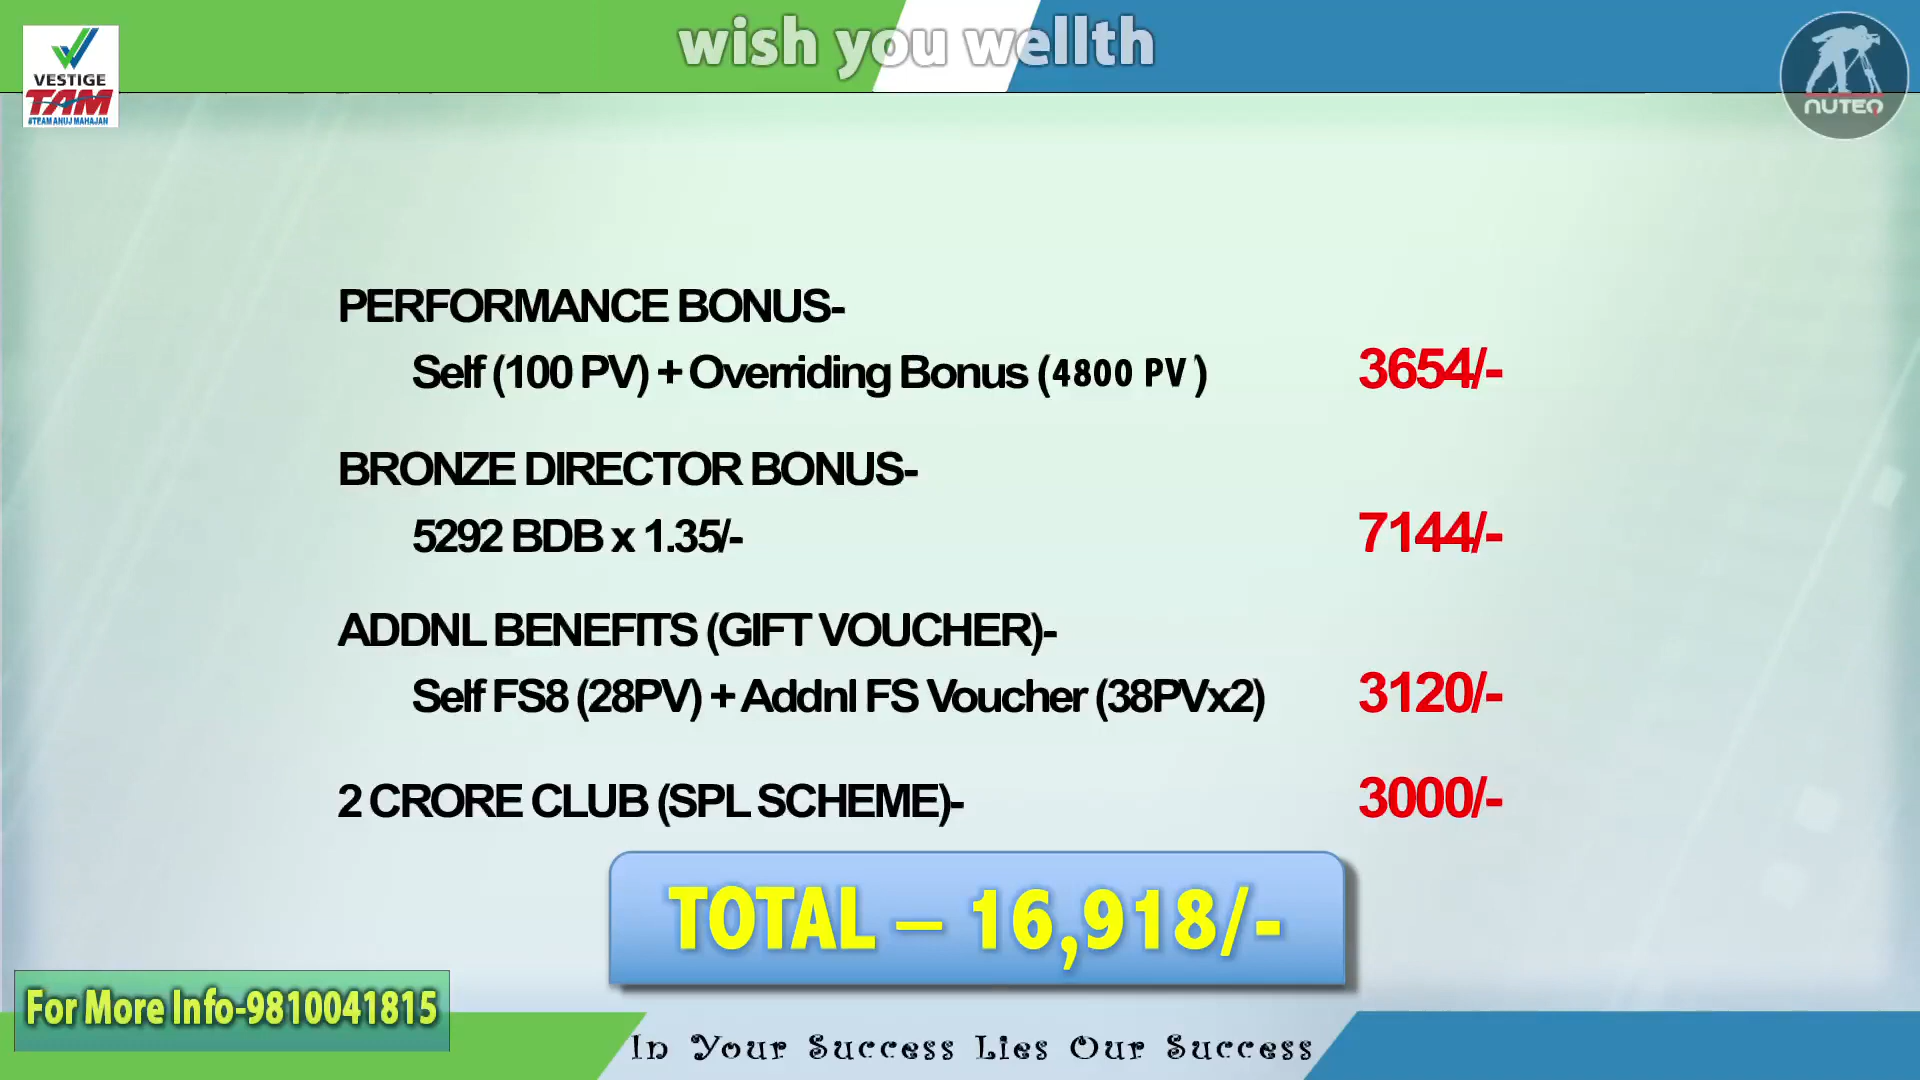 wish you wellth
VESTIGE
TAM
#TEAM ANUJ MAHAJAN
NUTEQ
PERFORMANCE BONUS-
Self (100 PV) + Overriding Bonus (4800 PV ) 3654/-
BRONZE DIRECTOR BONUS-
5292 BDB x 1.35/- 7144/-
ADDNL BENEFITS (GIFT VOUCHER)-
Self FS8 (28PV) + Addnl FS Voucher (38PVx2) 3120/-
2 CRORE CLUB (SPL SCHEME)- 3000/-
TOTAL – 16,918/-
For More Info-9810041815
In Your Success Lies Our Success